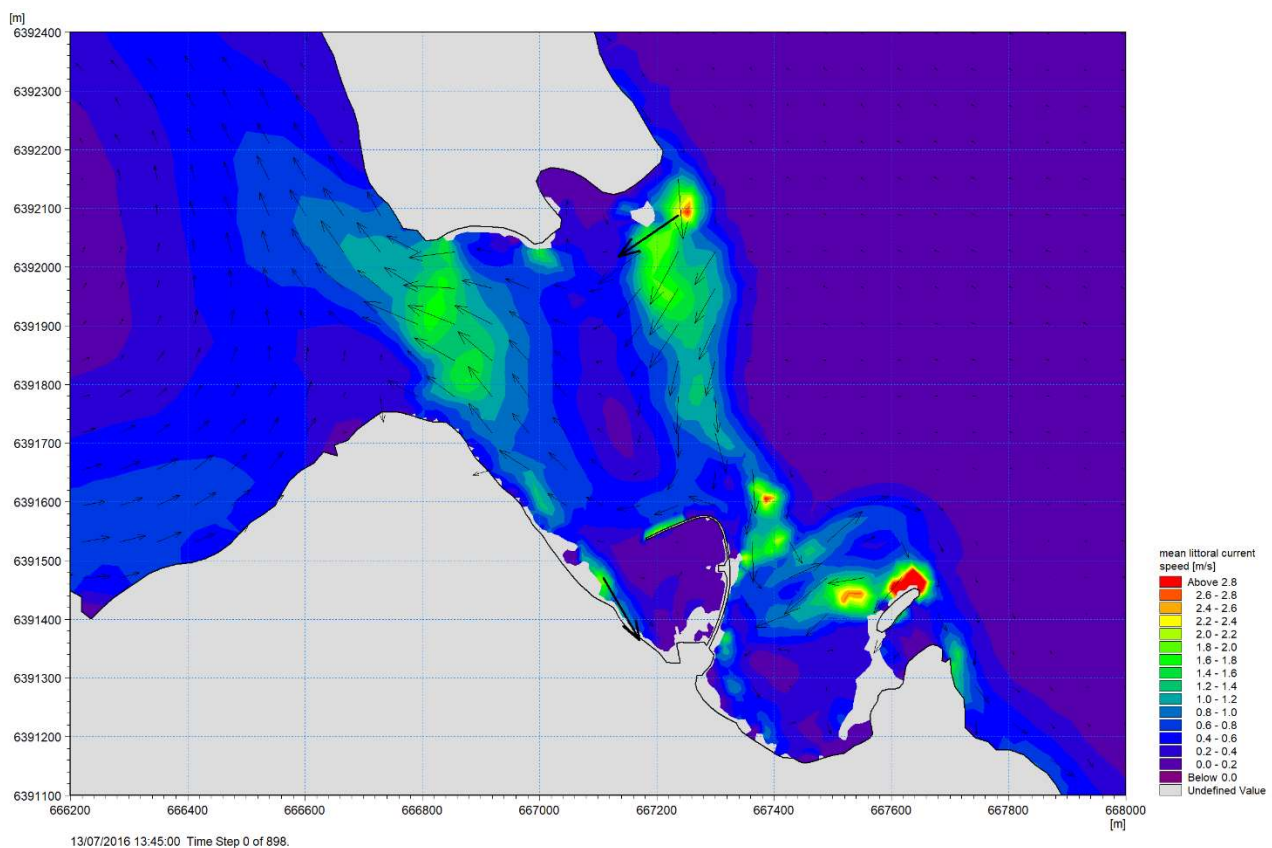 [m]
6392400
6392300
6392200
6392100
6392000
6391900
6391800
6391700
6391600
6391500
6391400
6391300
6391200
6391100
666200 666400 666600 666800 667000 667200 667400 667600 667800 668000
[m]
13/07/2016 13:45:00 Time Step 0 of 898.
mean littoral current
speed [m/s]
Above 2.8
2.6 - 2.8
2.4 - 2.6
2.2 - 2.4
2.0 - 2.2
1.8 - 2.0
1.6 - 1.8
1.4 - 1.6
1.2 - 1.4
1.0 - 1.2
0.8 - 1.0
0.6 - 0.8
0.4 - 0.6
0.2 - 0.4
0.0 - 0.2
Below 0.0
Undefined Value